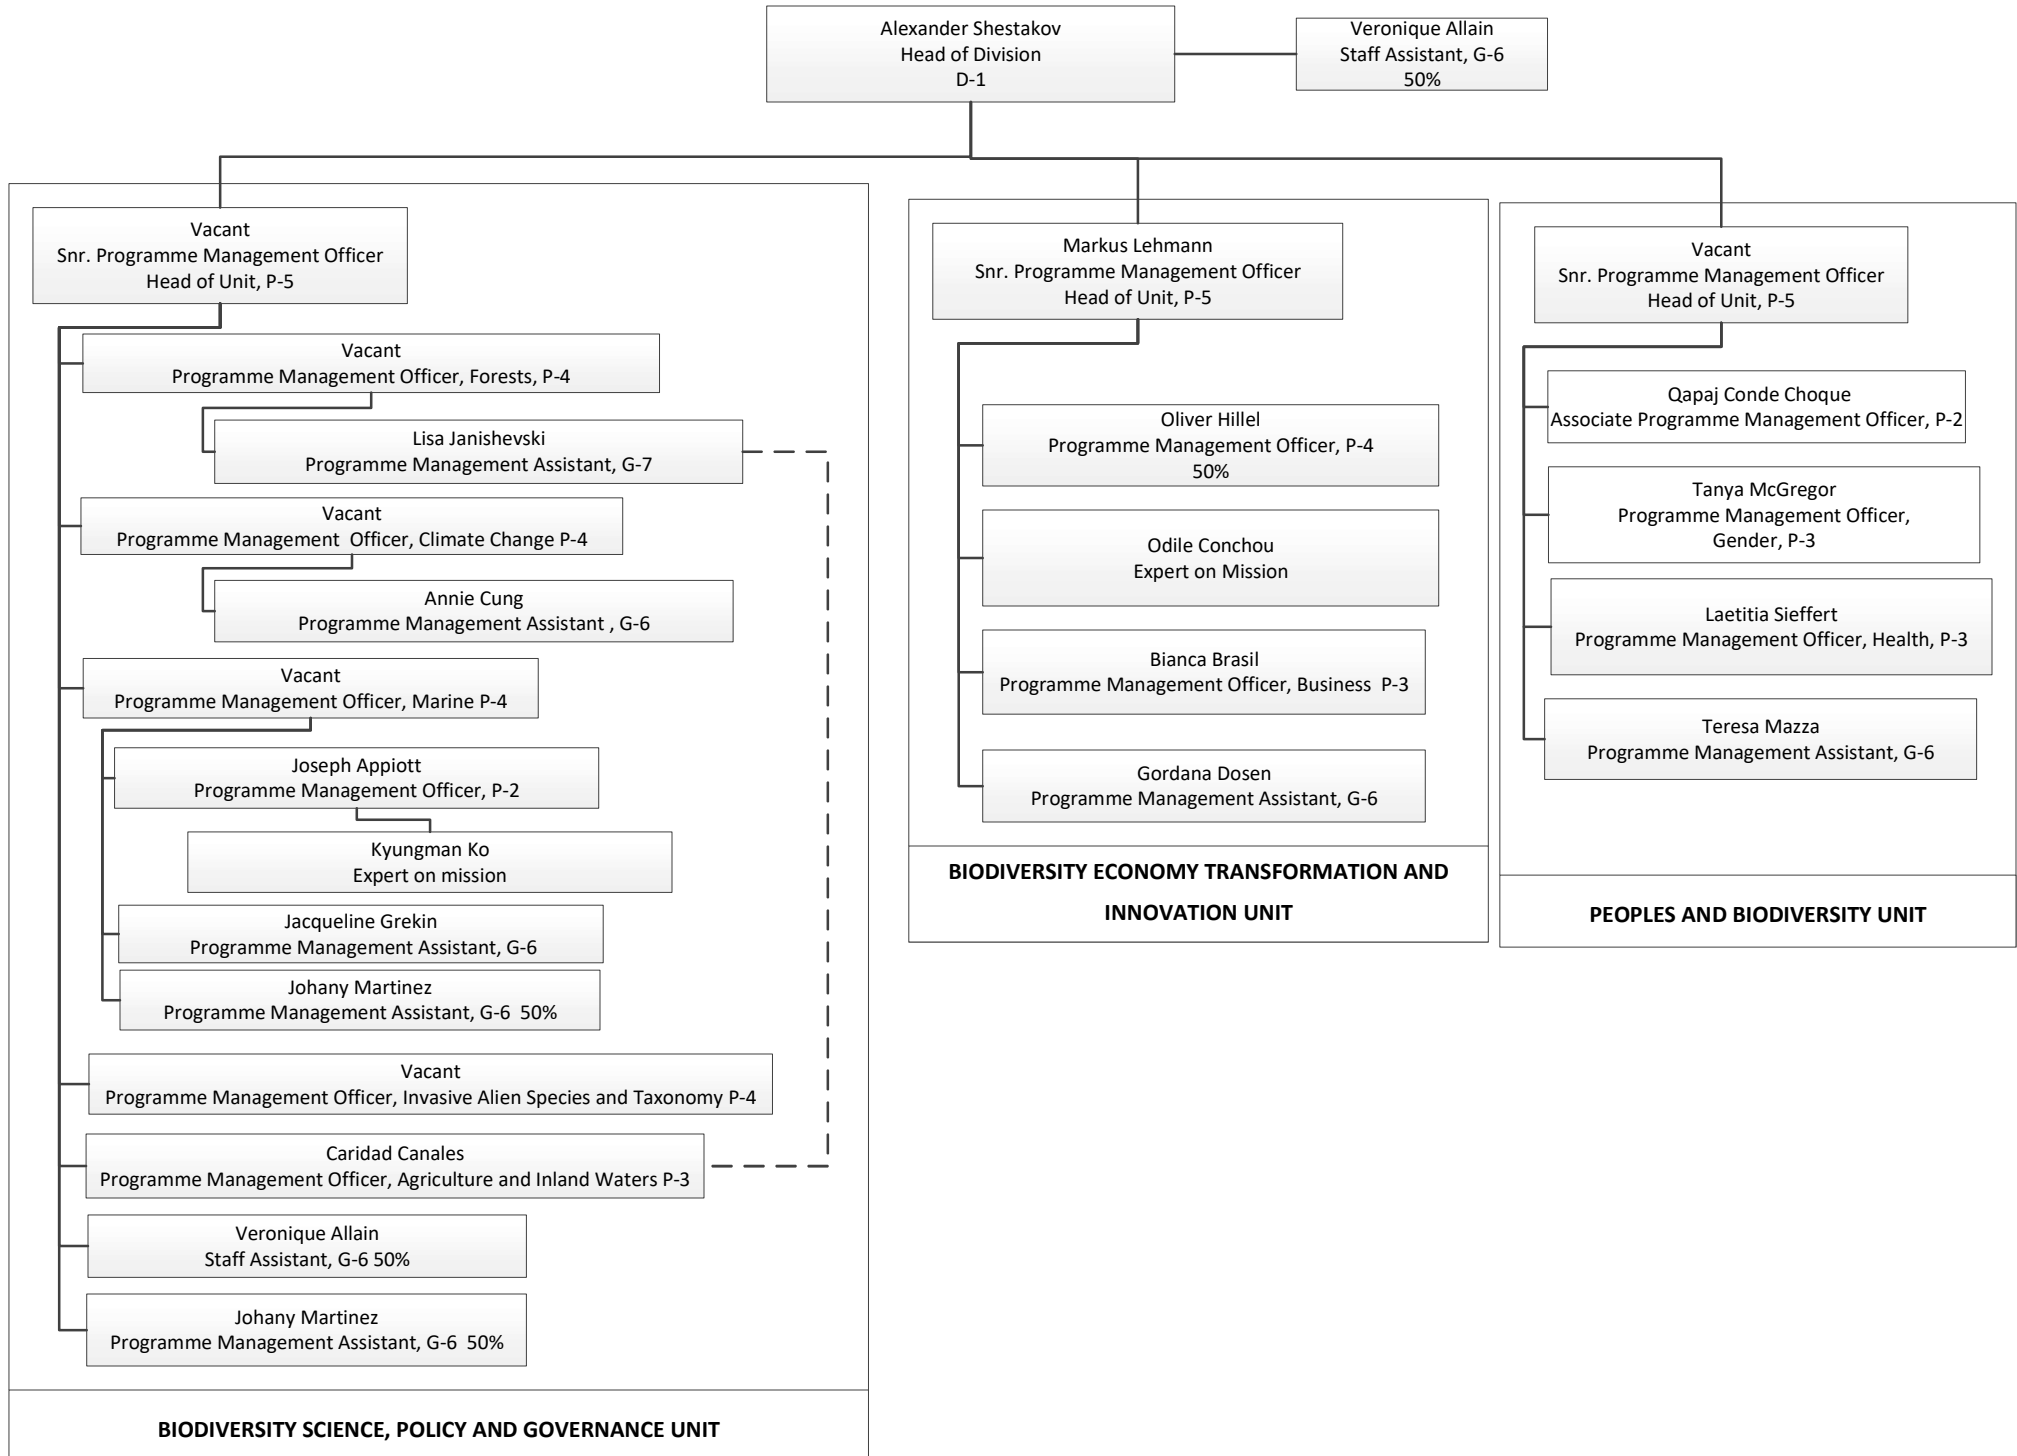 Alexander Shestakov
Head of Division
D-1
Veronique Allain
Staff Assistant, G-6
50%
Vacant
Snr. Programme Management Officer
Head of Unit, P-5
Vacant
Programme Management Officer, Forests, P-4
Lisa Janishevski
Programme Management Assistant, G-7
Vacant
Programme Management  Officer, Climate Change P-4
Annie Cung
Programme Management Assistant , G-6
Vacant
Programme Management Officer, Marine P-4
Joseph Appiott
Programme Management Officer, P-2
Kyungman Ko
Expert on mission
Jacqueline Grekin
Programme Management Assistant, G-6
Johany Martinez
Programme Management Assistant, G-6  50%
Vacant
Programme Management Officer, Invasive Alien Species and Taxonomy P-4
Caridad Canales
Programme Management Officer, Agriculture and Inland Waters P-3
Veronique Allain
Staff Assistant, G-6 50%
Johany Martinez
Programme Management Assistant, G-6  50%
BIODIVERSITY SCIENCE, POLICY AND GOVERNANCE UNIT
Markus Lehmann
Snr. Programme Management Officer
Head of Unit, P-5
Oliver Hillel
Programme Management Officer, P-4
50%
Odile Conchou
Expert on Mission
Bianca Brasil
Programme Management Officer, Business  P-3
Gordana Dosen
Programme Management Assistant, G-6
BIODIVERSITY ECONOMY TRANSFORMATION AND
INNOVATION UNIT
Vacant
Snr. Programme Management Officer
Head of Unit, P-5
Qapaj Conde Choque
Associate Programme Management Officer, P-2
Tanya McGregor
Programme Management Officer,
Gender, P-3
Laetitia Sieffert
Programme Management Officer, Health, P-3
Teresa Mazza
Programme Management Assistant, G-6
PEOPLES AND BIODIVERSITY UNIT